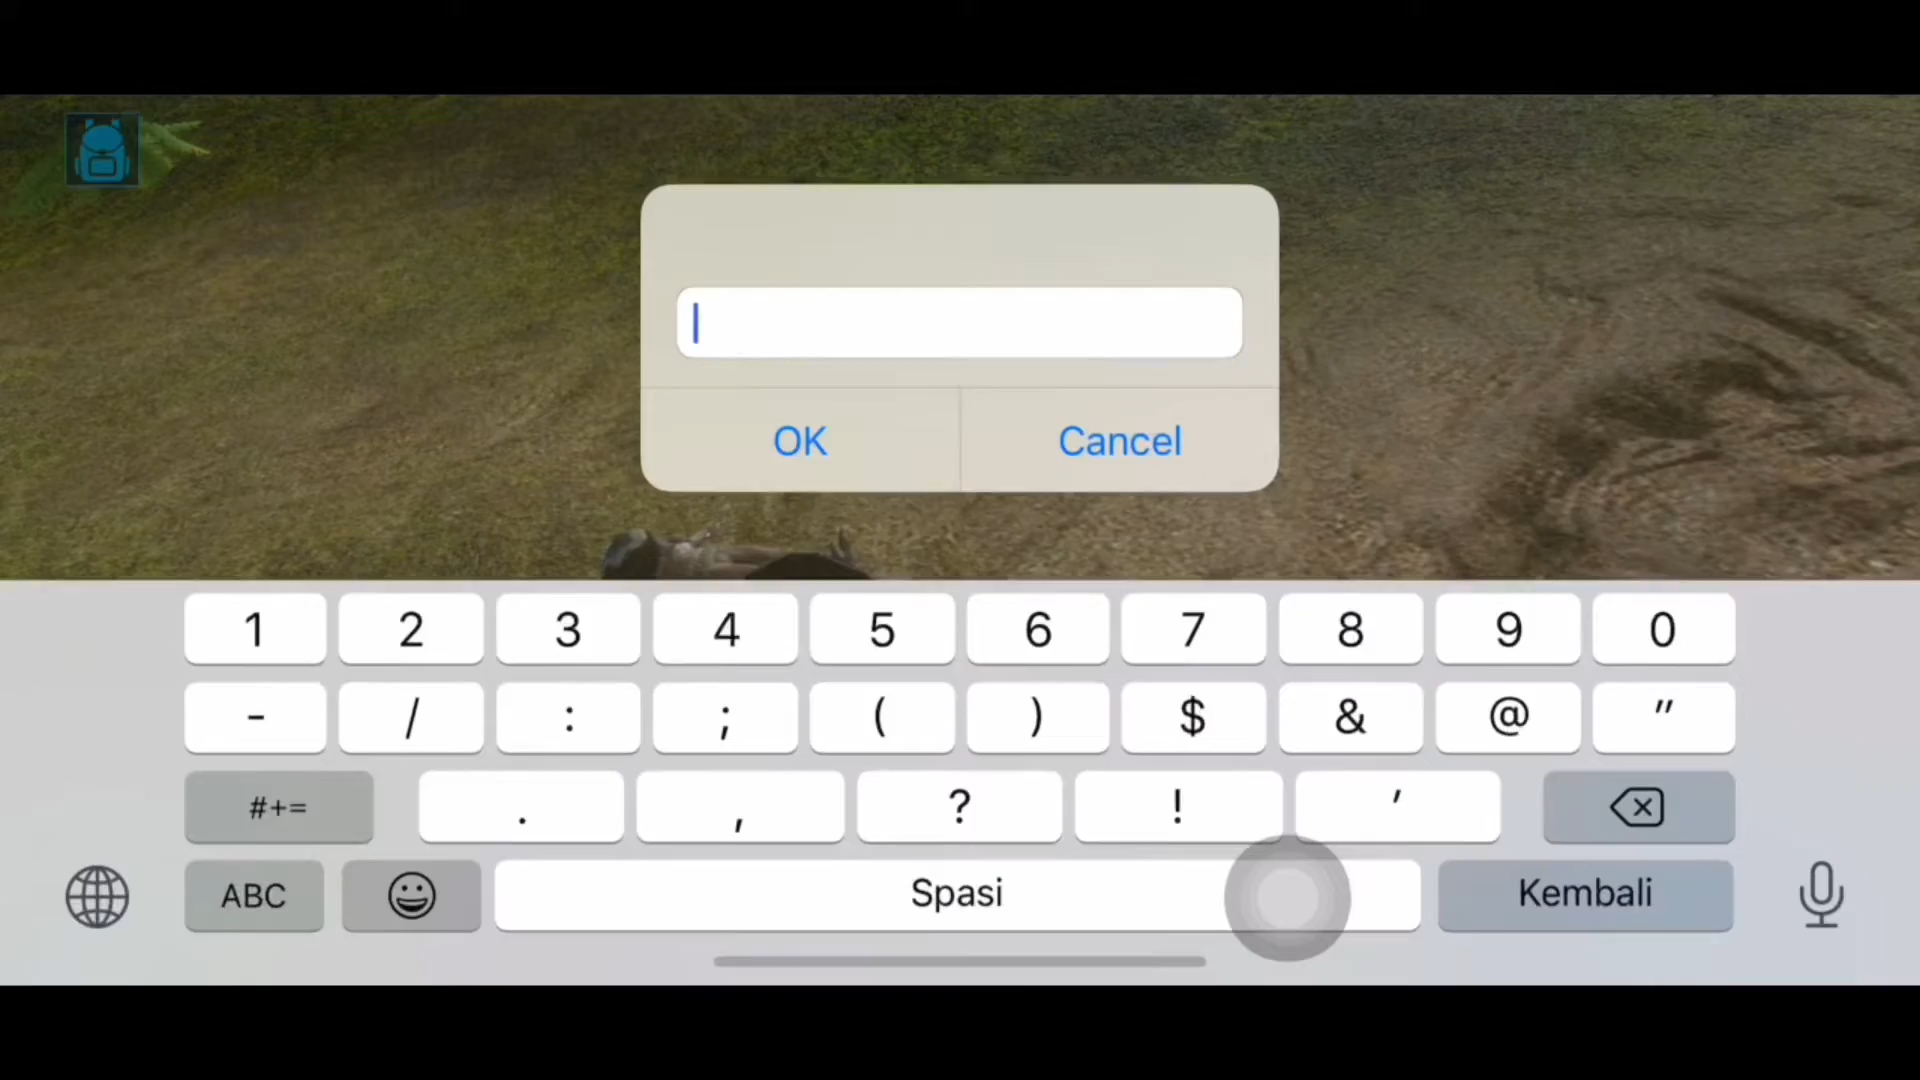 OK Cancel
1 2 3 4 5 6 7 8 9 0
- / : ; ( ) $ & @ "
#+= . , ? ! '
ABC Spasi Kembali